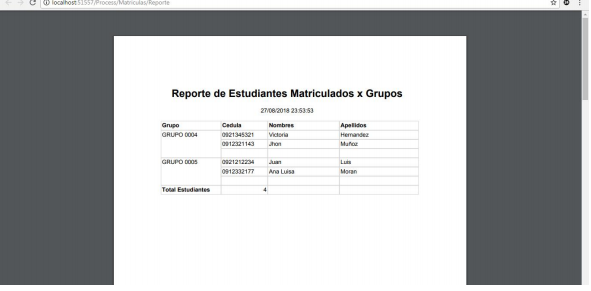 localhost:51557/Process/Matriculas/Reporte
Reporte de Estudiantes Matriculados x Grupos
27/08/2018 23:53:53
Grupo Cedula Nombres Apellidos
GRUPO 0004 0921345321 Victoria Hernandez
0912321143 Jhon Muñoz
GRUPO 0005 0921212234 Juan Luis
0912332177 Ana Luisa Moran
Total Estudiantes 4